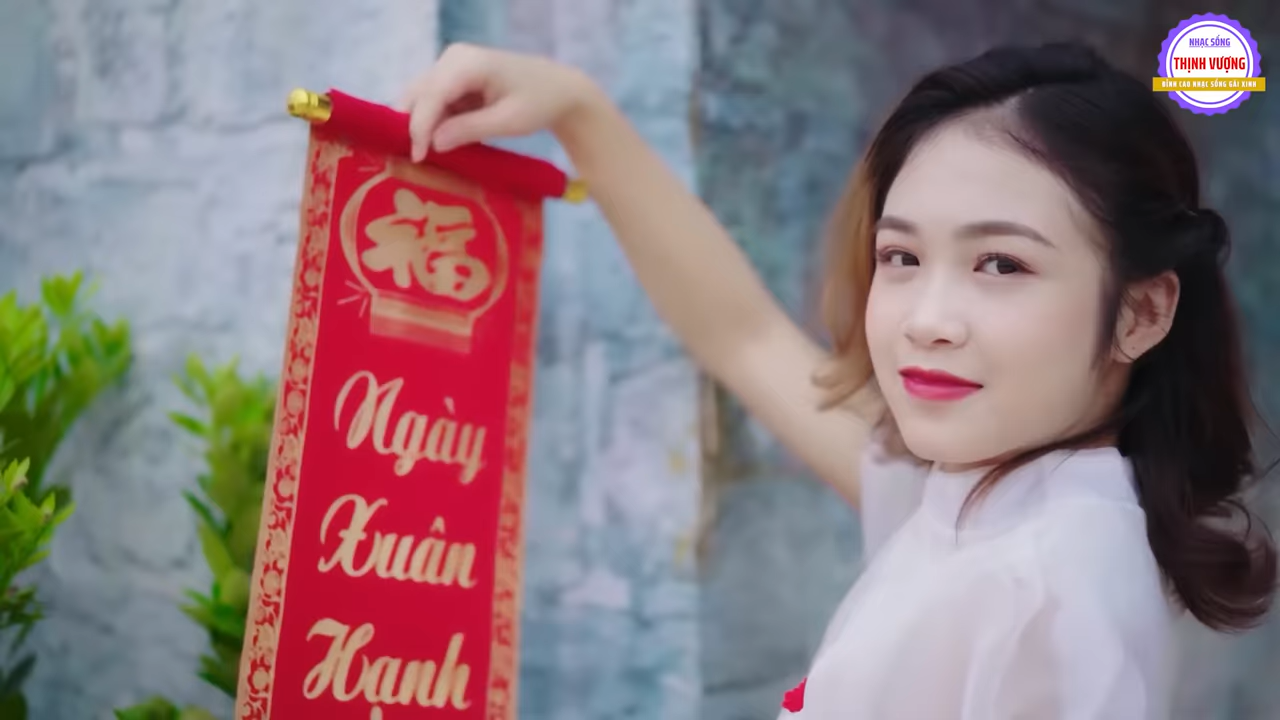 福
Ngày
Xuân
Hạnh
NHẠC SỐNG
THỊNH VƯỢNG
ĐỈNH CAO NHẠC SỐNG GÁI XINH